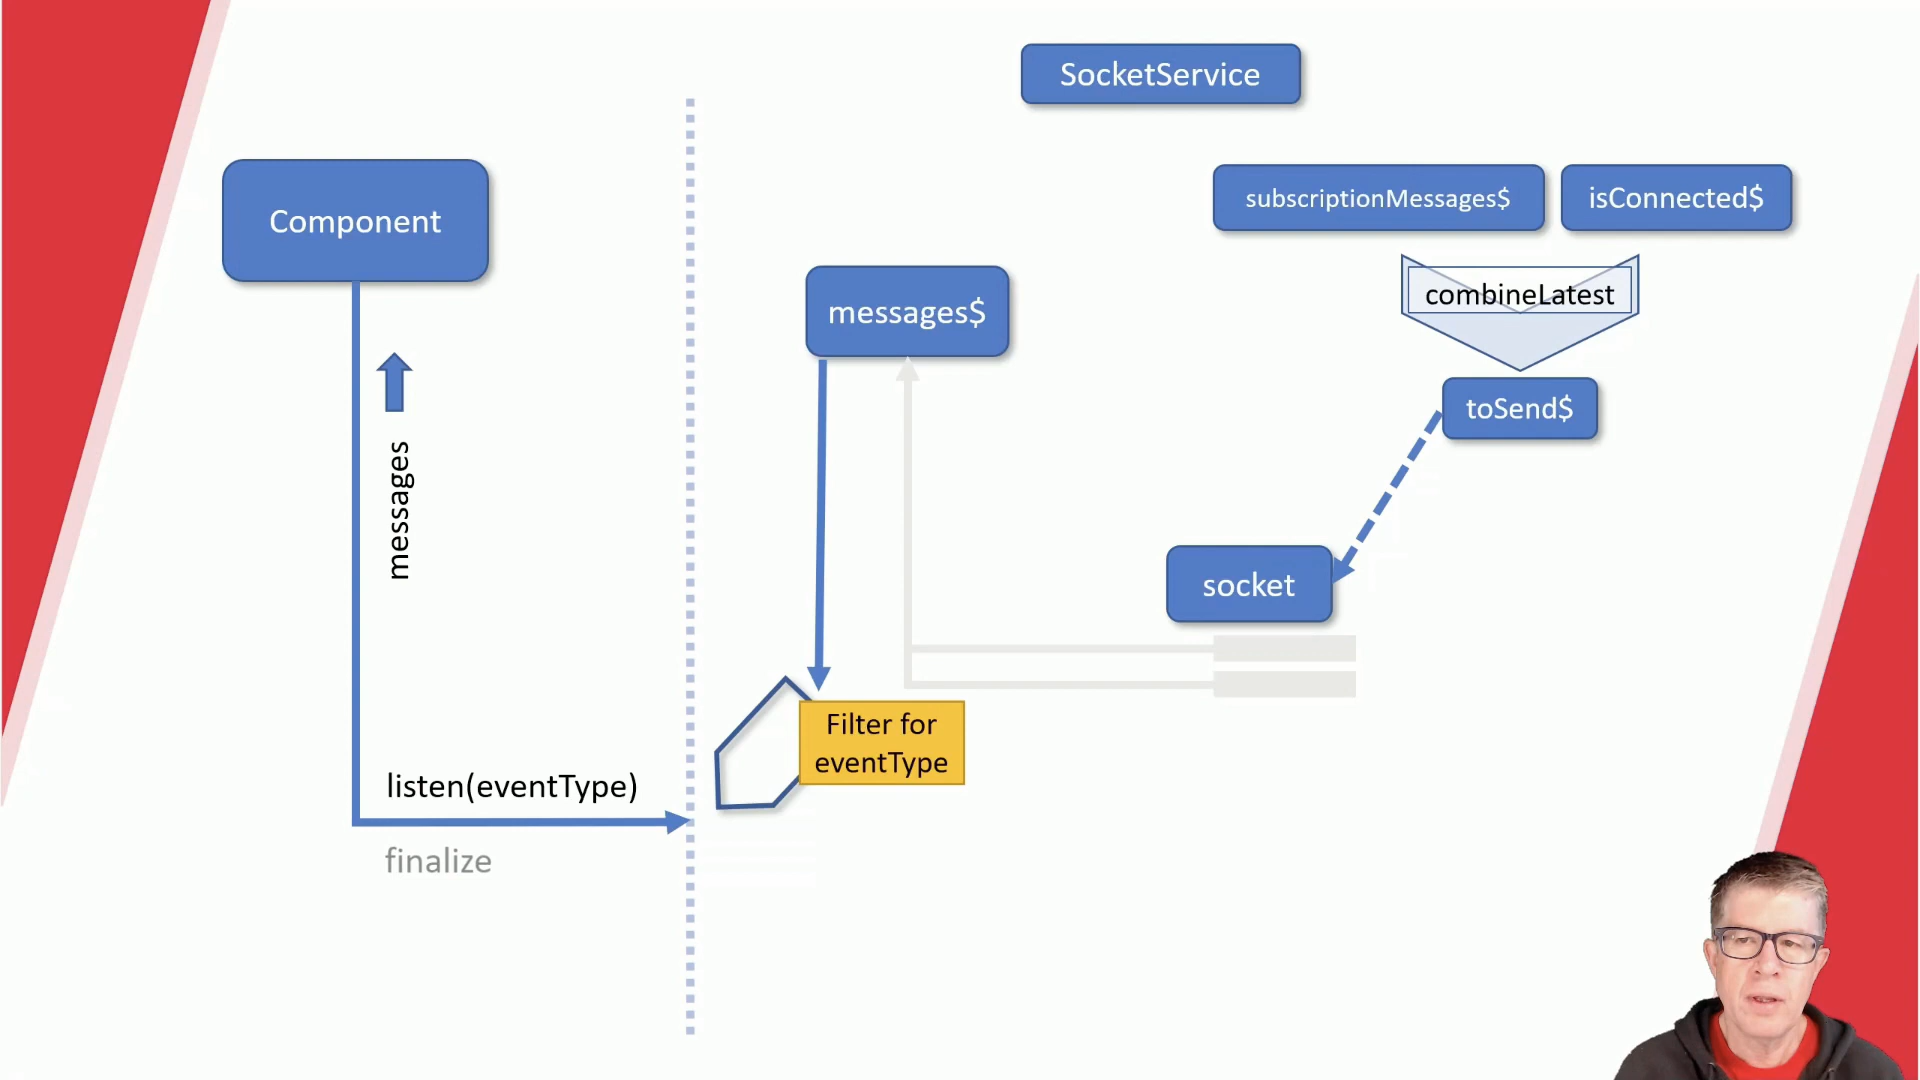 SocketService
Component
subscriptionMessages$
isConnected$
combineLatest
messages$
toSend$
messages
socket
Filter for
eventType
listen(eventType)
finalize